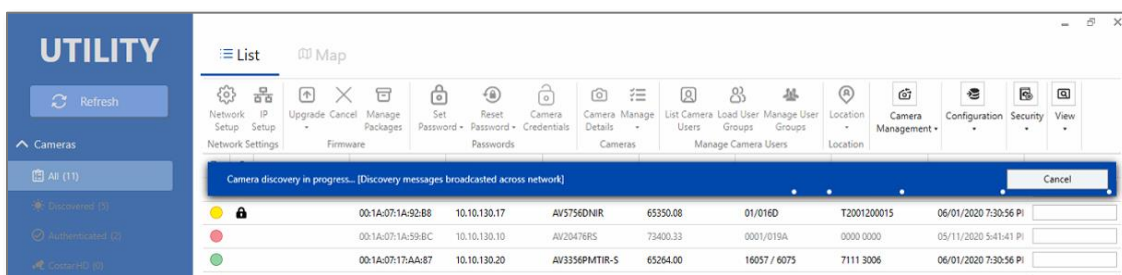 UTILITY
List
Map
Refresh
Network Setup
IP Setup
Upgrade
Cancel
Manage Packages
Set Password
Reset Password
Camera Credentials
Camera Details
Manage
List Camera Users
Load User Groups
Manage User Groups
Location
Camera Management
Configuration
Security
View
Network Settings
Firmware
Passwords
Cameras
Manage Camera Users
Location
Cameras
All (11)
Camera discovery in progress... [Discovery messages broadcasted across network]
Cancel
Discovered (5)
00:1A:07:1A:92:B8 10.10.130.17 AV5756DNIR 65350.08 01/016D T2001200015 06/01/2020 7:30:56 PI
Authenticated (2)
00:1A:07:1A:59:BC 10.10.130.10 AV20476RS 73400.33 0001/019A 0000 0000 05/11/2020 5:41:41 PI
CostarHD (0)
00:1A:07:17:AA:87 10.10.130.20 AV3356PMTIR-S 65264.00 16057 / 6075 7111 3006 06/01/2020 7:30:56 PI